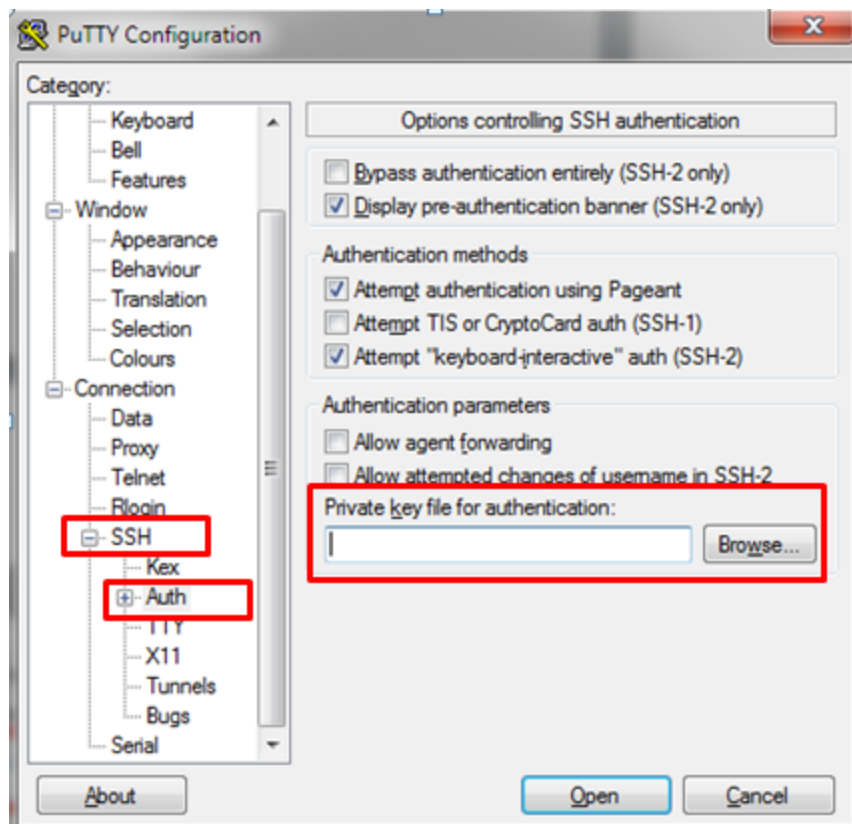 PuTTY Configuration
X
Category:
Keyboard
Bell
Features
Window
Appearance
Behaviour
Translation
Selection
Colours
Connection
Data
Proxy
Telnet
Rlogin
SSH
Kex
Auth
TTY
X11
Tunnels
Bugs
Serial
Options controlling SSH authentication
Bypass authentication entirely (SSH-2 only)
Display pre-authentication banner (SSH-2 only)
Authentication methods
Attempt authentication using Pageant
Attempt TIS or CryptoCard auth (SSH-1)
Attempt "keyboard-interactive" auth (SSH-2)
Authentication parameters
Allow agent forwarding
Allow attempted changes of username in SSH-2
Private key file for authentication:
Browse...
About
Open
Cancel